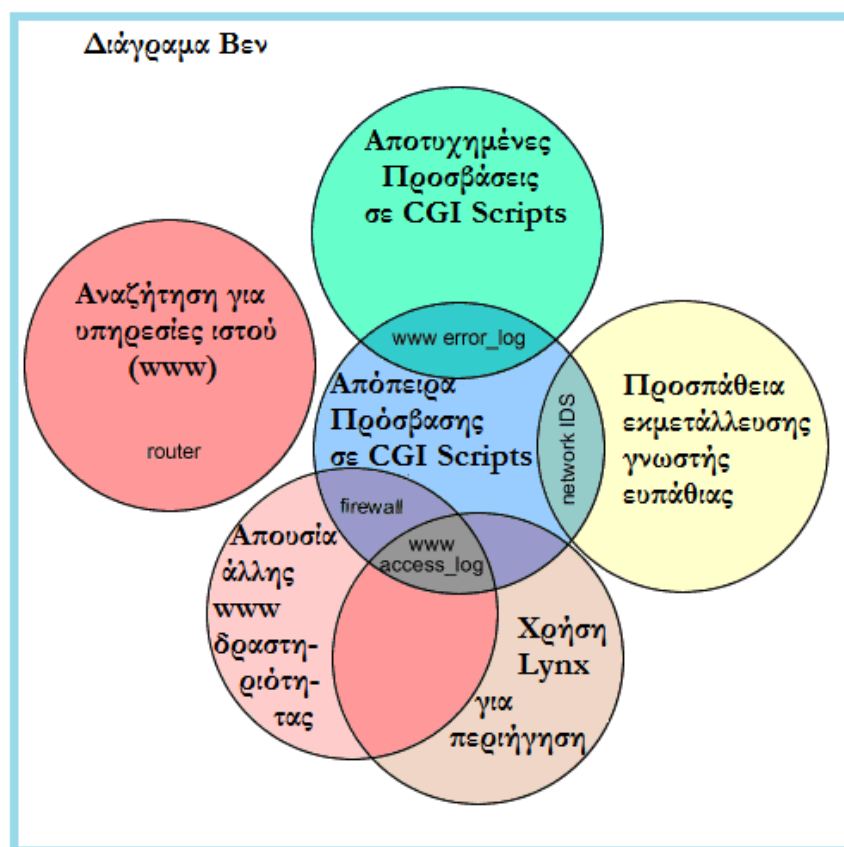 Διάγραμα Βεν
Αποτυχημένες
Προσβάσεις
σε CGI Scripts
Αναζήτηση για
υπηρεσίες ιστού
(www)
router
www error_log
Απόπειρα
Πρόσβασης
σε CGI Scripts
network IDS
Προσπάθεια
εκμετάλλευσης
γνωστής
ευπάθιας
firewall
www
access_log
Απουσία
άλλης
www
δραστη-
ριότη-
τας
Χρήση
Lynx
για
περιήγηση